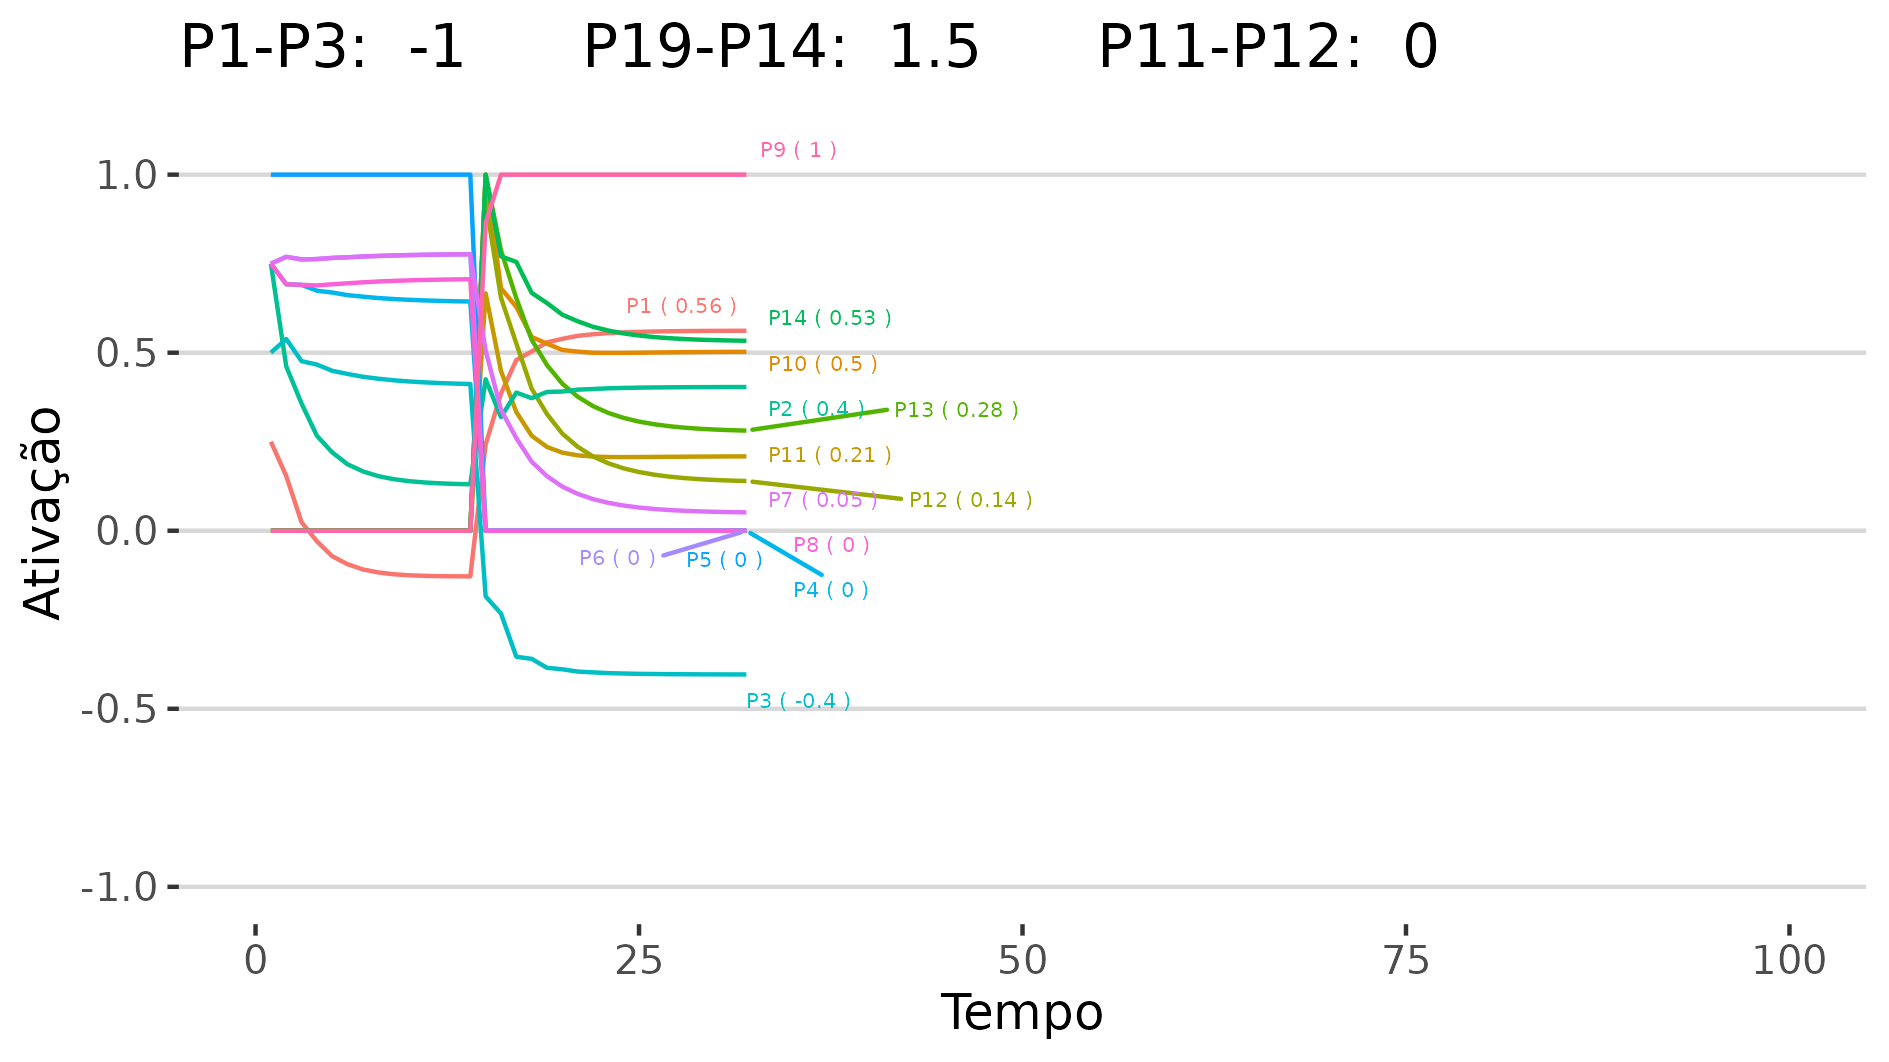 P1-P3: -1 P19-P14: 1.5 P11-P12: 0
P9 ( 1 )
1.0
P1 ( 0.56 )
P14 ( 0.53 )
0.5
P10 ( 0.5 )
P2 ( 0.4 )
P13 ( 0.28 )
P11 ( 0.21 )
P7 ( 0.05 )
P12 ( 0.14 )
0.0
P8 ( 0 )
P6 ( 0 )
P5 ( 0 )
P4 ( 0 )
P3 ( -0.4 )
-0.5
-1.0
Ativação
0 25 50 75 100
Tempo